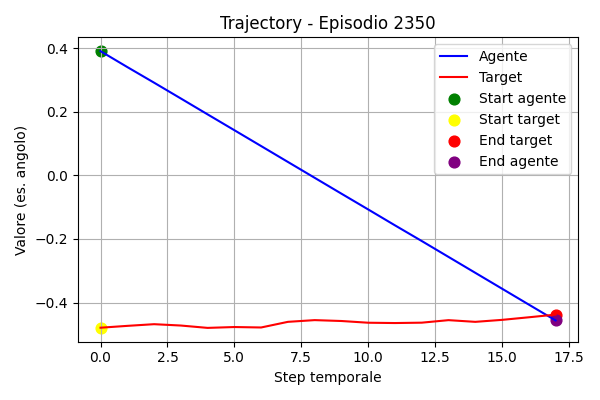 Trajectory - Episodio 2350
Valore (es. angolo)
0.4
0.2
0.0
−0.2
−0.4
Agente
Target
Start agente
Start target
End target
End agente
0.0 2.5 5.0 7.5 10.0 12.5 15.0 17.5
Step temporale